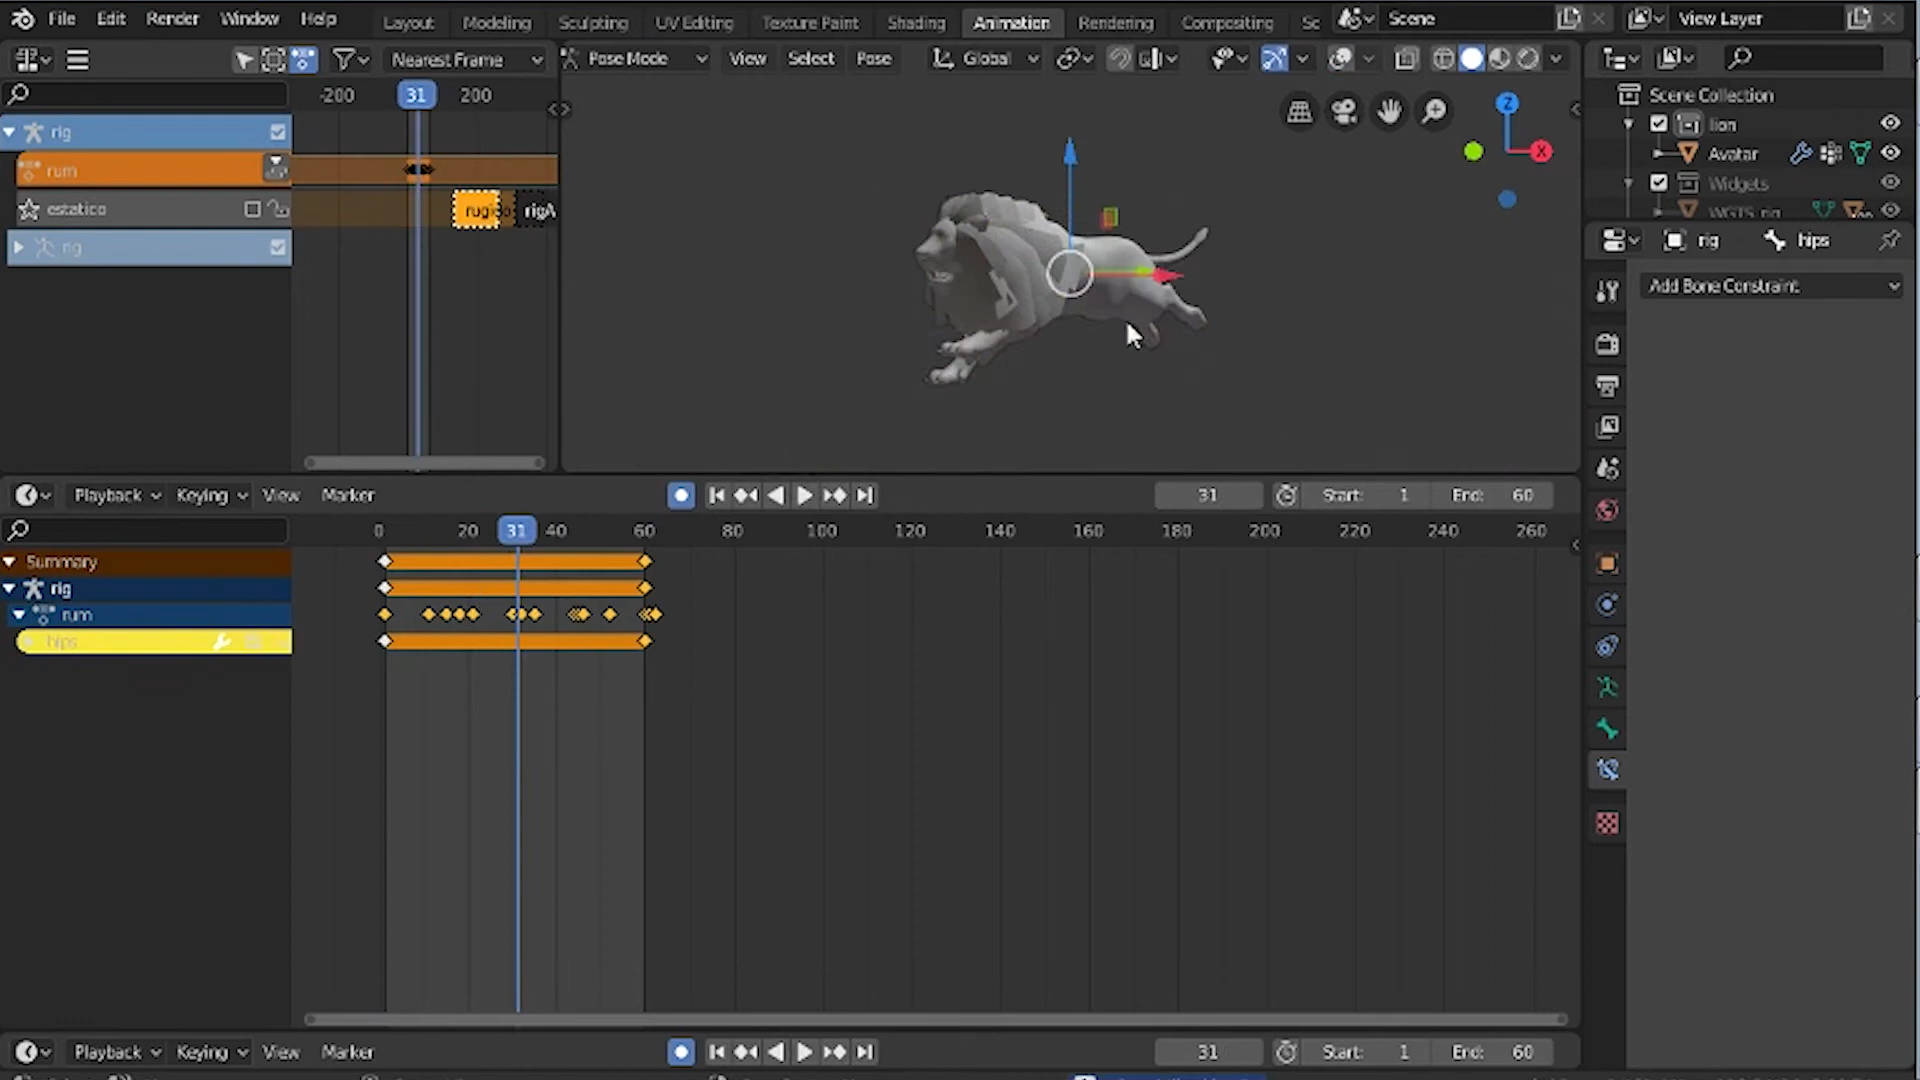 File Edit Render Window Help Layout Modeling Sculpting UV Editing Texture Paint Shading Animation Rendering Compositing Sc Scene View Layer
Nearest Frame Pose Mode View Select Pose Global
-200 31 200
Scene Collection
rig
lion
Avatar
rum
Widgets
estatico
rigA
WGTS_rig
rig
rig hips
Add Bone Constraint
Z
X
Playback Keying View Marker 31 Start: 1 End: 60
0 20 31 40 60 80 100 120 140 160 180 200 220 240 260
Summary
rig
rum
hips
Playback Keying View Marker 31 Start: 1 End: 60